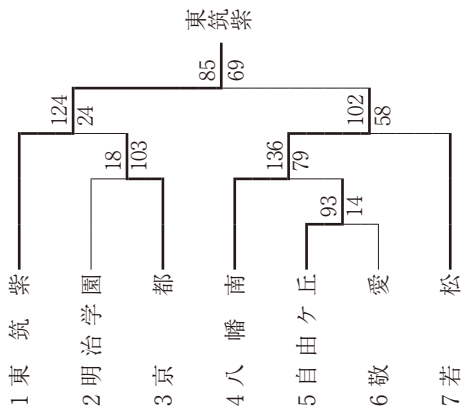 東筑紫
85 69
124 24
102 58
18 103
136 79
93 14
1 東筑紫
2 明治学園
3 京都
4 八幡南
5 自由ケ丘
6 敬愛
7 若松